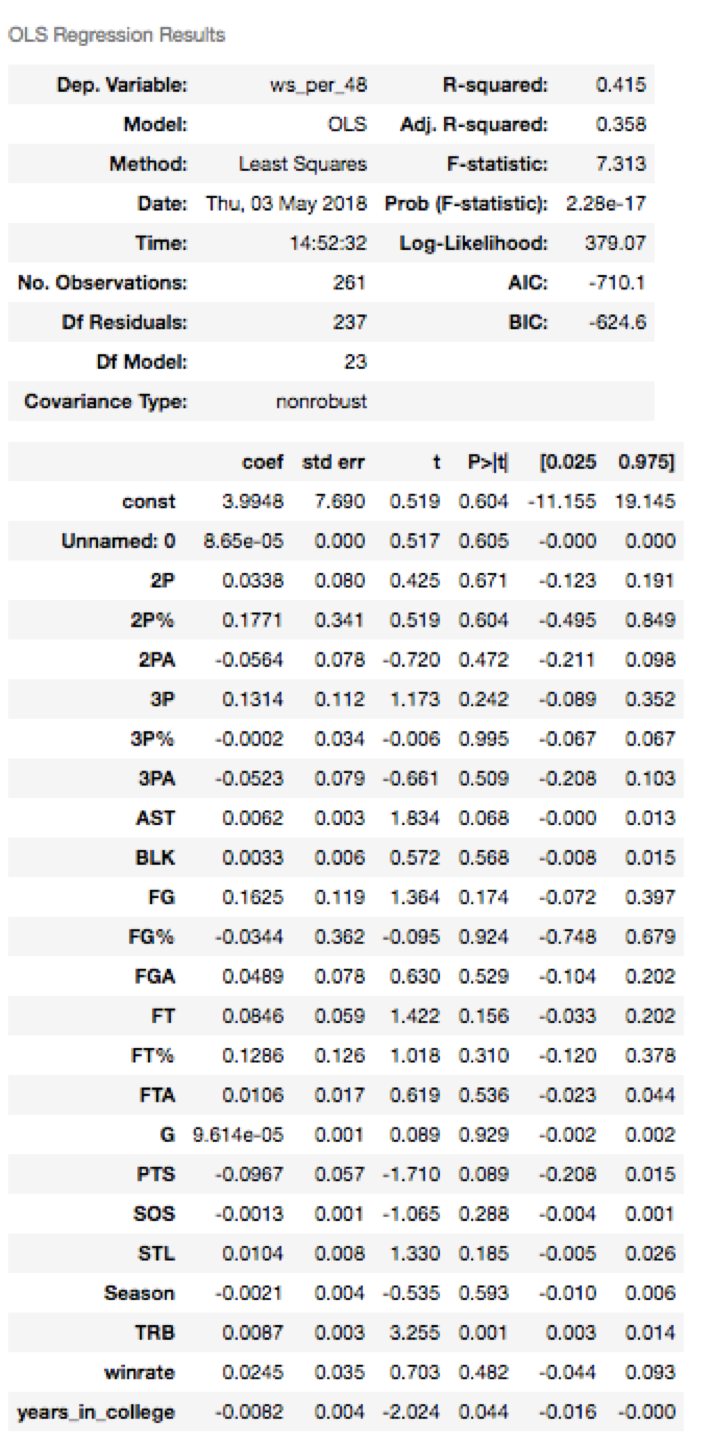 OLS Regression Results
Dep. Variable: ws_per_48 R-squared: 0.415
Model: OLS Adj. R-squared: 0.358
Method: Least Squares F-statistic: 7.313
Date: Thu, 03 May 2018 Prob (F-statistic): 2.28e-17
Time: 14:52:32 Log-Likelihood: 379.07
No. Observations: 261 AIC: -710.1
Df Residuals: 237 BIC: -624.6
Df Model: 23
Covariance Type: nonrobust
coef std err t P>|t| [0.025 0.975]
const 3.9948 7.690 0.519 0.604 -11.155 19.145
Unnamed: 0 8.65e-05 0.000 0.517 0.605 -0.000 0.000
2P 0.0338 0.080 0.425 0.671 -0.123 0.191
2P% 0.1771 0.341 0.519 0.604 -0.495 0.849
2PA -0.0564 0.078 -0.720 0.472 -0.211 0.098
3P 0.1314 0.112 1.173 0.242 -0.089 0.352
3P% -0.0002 0.034 -0.006 0.995 -0.067 0.067
3PA -0.0523 0.079 -0.661 0.509 -0.208 0.103
AST 0.0062 0.003 1.834 0.068 -0.000 0.013
BLK 0.0033 0.006 0.572 0.568 -0.008 0.015
FG 0.1625 0.119 1.364 0.174 -0.072 0.397
FG% -0.0344 0.362 -0.095 0.924 -0.748 0.679
FGA 0.0489 0.078 0.630 0.529 -0.104 0.202
FT 0.0846 0.059 1.422 0.156 -0.033 0.202
FT% 0.1286 0.126 1.018 0.310 -0.120 0.378
FTA 0.0106 0.017 0.619 0.536 -0.023 0.044
G 9.614e-05 0.001 0.089 0.929 -0.002 0.002
PTS -0.0967 0.057 -1.710 0.089 -0.208 0.015
SOS -0.0013 0.001 -1.065 0.288 -0.004 0.001
STL 0.0104 0.008 1.330 0.185 -0.005 0.026
Season -0.0021 0.004 -0.535 0.593 -0.010 0.006
TRB 0.0087 0.003 3.255 0.001 0.003 0.014
winrate 0.0245 0.035 0.703 0.482 -0.044 0.093
years_in_college -0.0082 0.004 -2.024 0.044 -0.016 -0.000